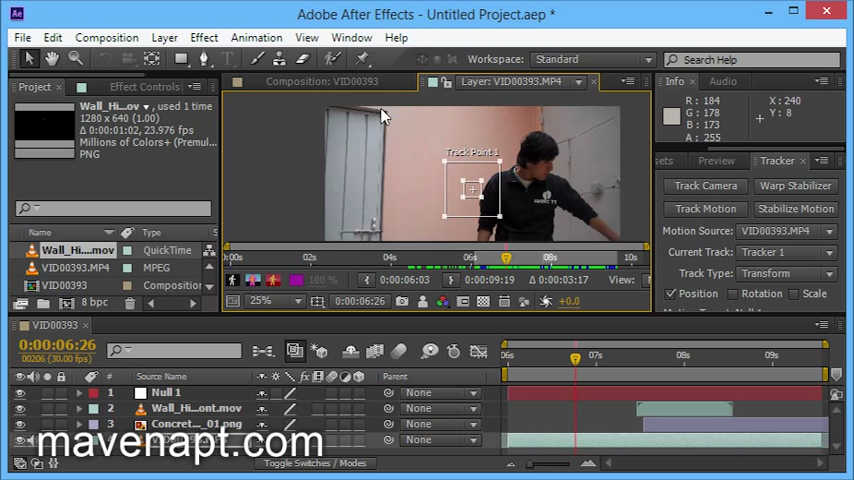 Adobe After Effects - Untitled Project.aep *
File Edit Composition Layer Effect Animation View Window Help
Workspace: Standard
Search Help
Project
Effect Controls:
Composition: VID00393
Layer: VID00393.MP4
Info
Audio
Wall_Hi...ov ▼, used 1 time
1280 x 640 (1.00)
Δ 0:00:01:02, 23.976 fps
Millions of Colors+ (Premul...
PNG
R: 184
G: 178
B: 173
A: 255
X: 240
Y: 8
Track Point 1
sets
Preview
Tracker
Track Camera
Warp Stabilizer
Track Motion
Stabilize Motion
Motion Source: VID00393.MP4
Current Track: Tracker 1
Track Type: Transform
Position
Rotation
Scale
Name
Type
Wall_Hi....mov QuickTime
VID00393.MP4 MPEG
VID00393 Composition
8 bpc
0:00s 02s 04s 06s 08s 10s
100 %
0:00:06:03
0:00:09:19
Δ 0:00:03:17
View:
25%
0:00:06:26
+0.0
VID00393
0:00:06:26
00206 (30.00 fps)
06s 07s 08s 09s
# Source Name
Parent
1 Null 1 None
2 Wall_Hi...ont.mov None
3 Concret..._01.png None
None
Toggle Switches / Modes
mavenapt.com